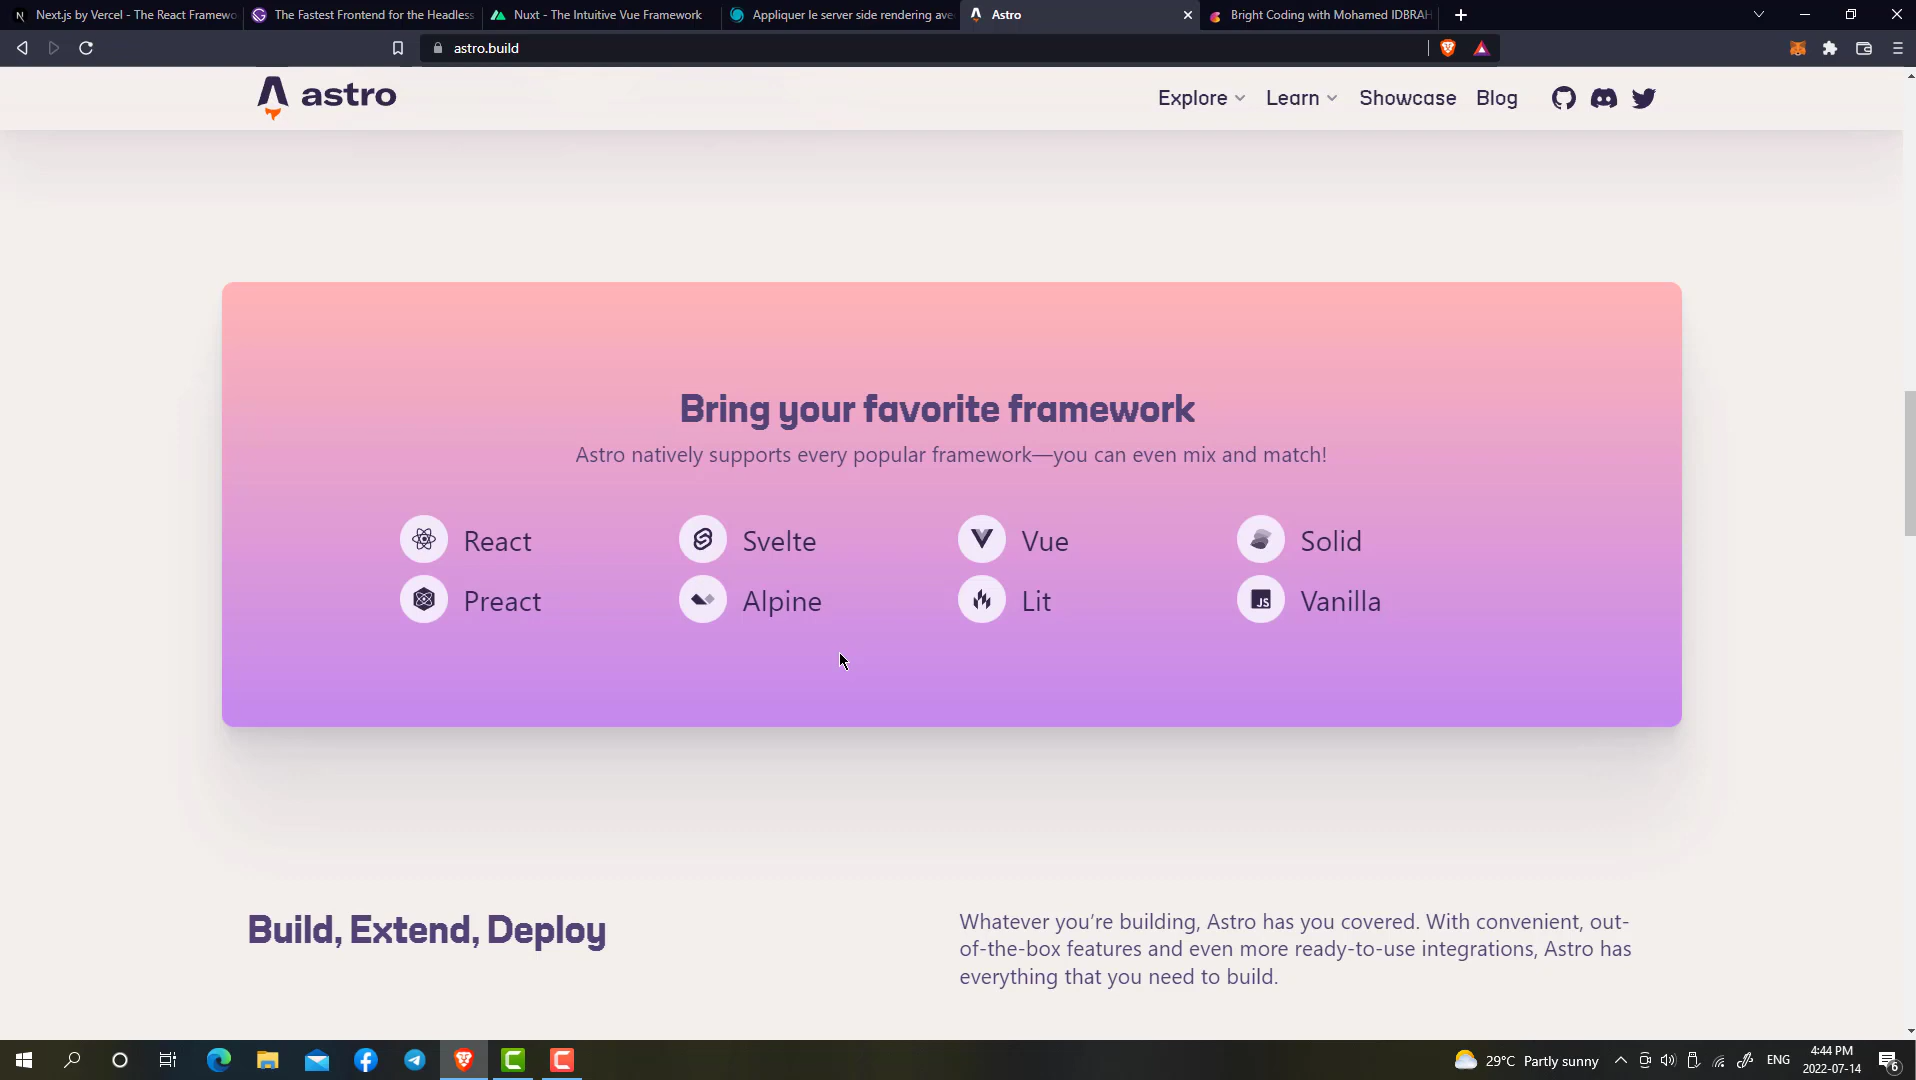 Next.js by Vercel - The React Framewo
The Fastest Frontend for the Headless
Nuxt - The Intuitive Vue Framework
Appliquer le server side rendering ave
Astro
Bright Coding with Mohamed IDBRAH
astro.build
astro
Explore
Learn
Showcase
Blog
Bring your favorite framework
Astro natively supports every popular framework—you can even mix and match!
React
Svelte
Vue
Solid
Preact
Alpine
Lit
JS
Vanilla
Build, Extend, Deploy
Whatever you’re building, Astro has you covered. With convenient, out-
of-the-box features and even more ready-to-use integrations, Astro has
everything that you need to build.
29°C Partly sunny
ENG
4:44 PM
2022-07-14
6